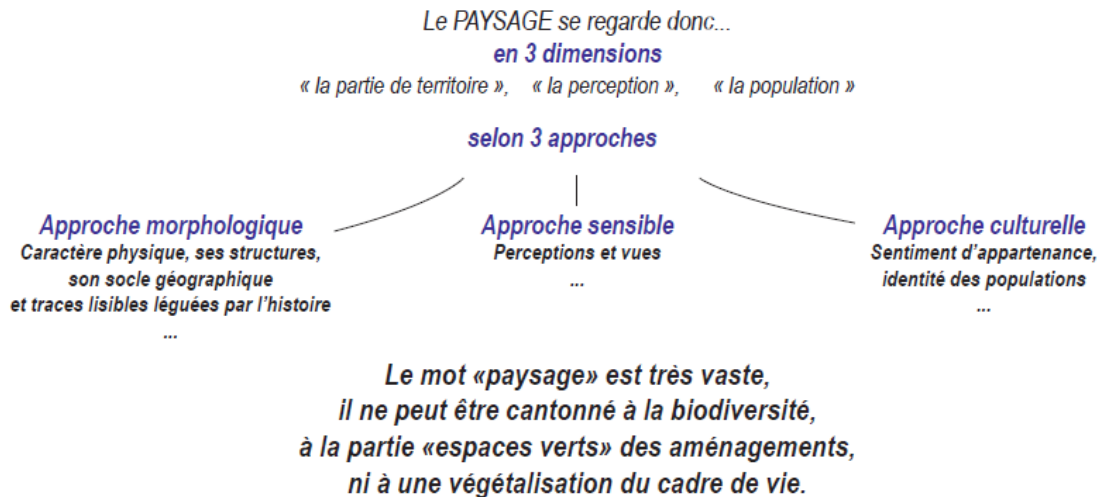 Le PAYSAGE se regarde donc...
en 3 dimensions
« la partie de territoire », « la perception », « la population »
selon 3 approches
Approche morphologique
Caractère physique, ses structures,
son socle géographique
et traces lisibles léguées par l'histoire
...
Approche sensible
Perceptions et vues
...
Approche culturelle
Sentiment d'appartenance,
identité des populations
...
Le mot «paysage» est très vaste,
il ne peut être cantonné à la biodiversité,
à la partie «espaces verts» des aménagements,
ni à une végétalisation du cadre de vie.